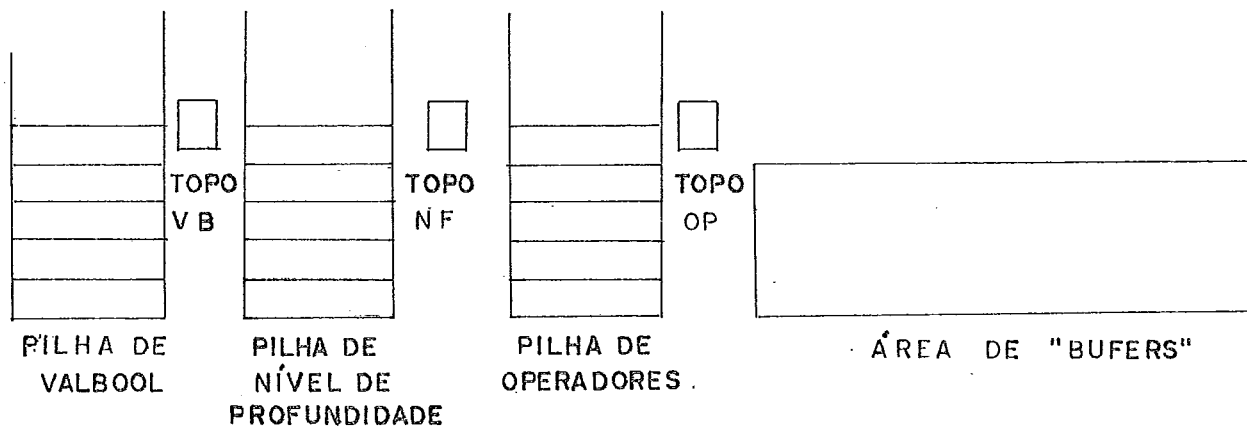 TOPO
VB
TOPO
NF
TOPO
OP
PILHA DE
VALBOOL
PILHA DE
NÍVEL DE
PROFUNDIDADE
PILHA DE
OPERADORES.
ÁREA DE "BUFERS"